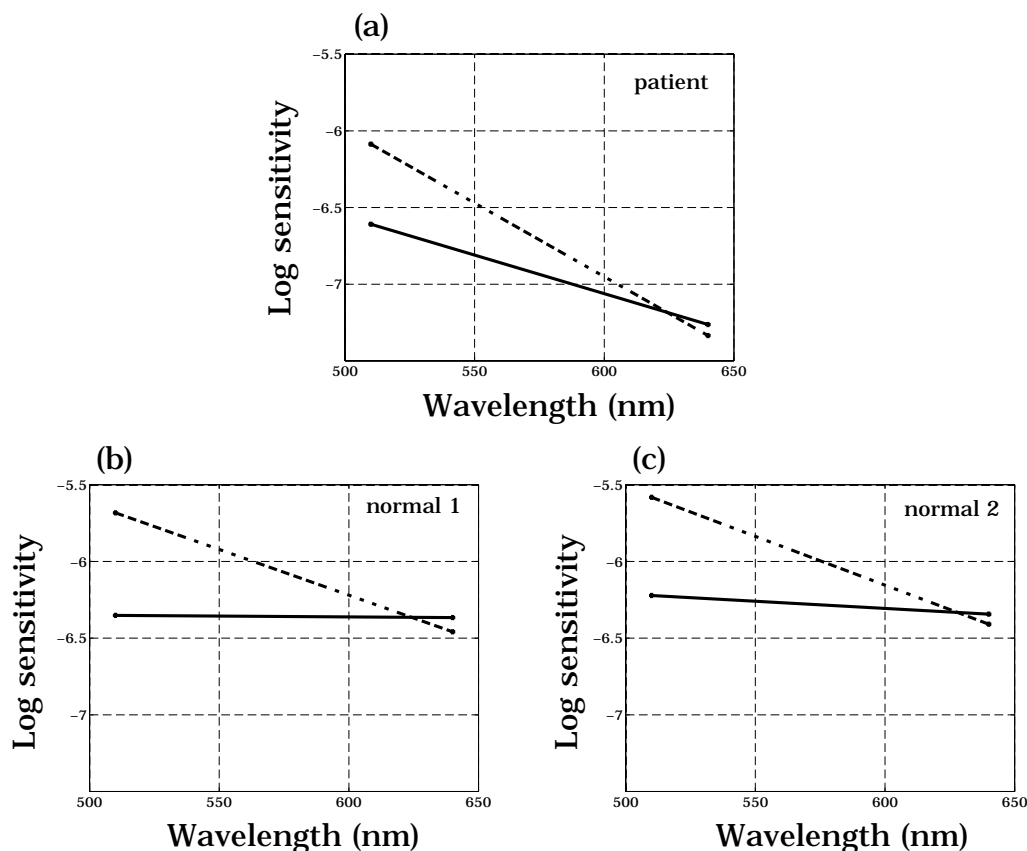 (a)
patient
Log sensitivity
−5.5
−6
−6.5
−7
500
550
600
650
Wavelength (nm)
(b)
normal 1
Log sensitivity
−5.5
−6
−6.5
−7
500
550
600
650
Wavelength (nm)
(c)
normal 2
Log sensitivity
−5.5
−6
−6.5
−7
500
550
600
650
Wavelength (nm)